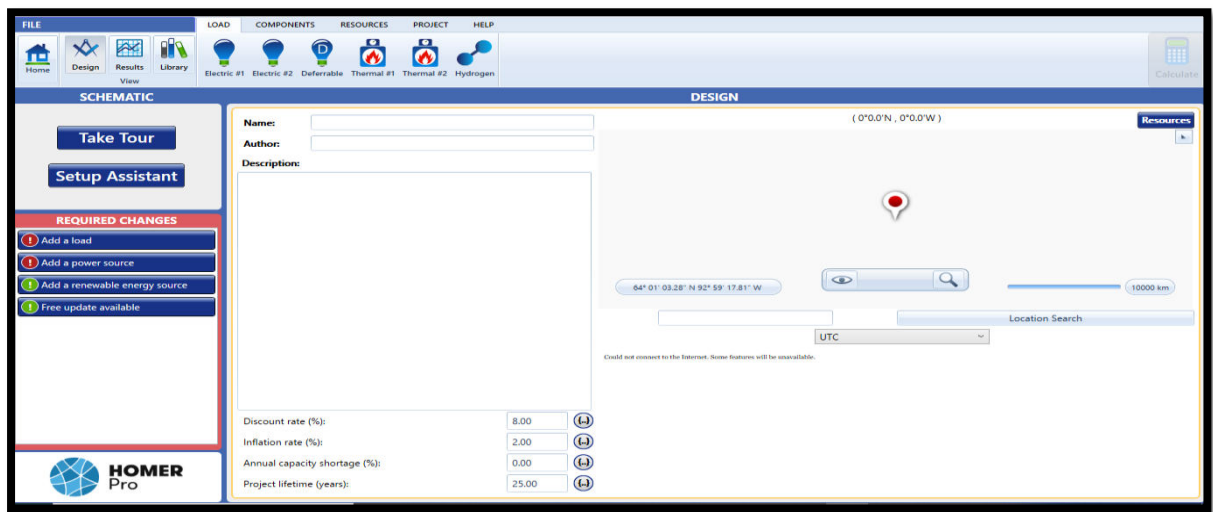 FILE
LOAD COMPONENTS RESOURCES PROJECT HELP
Home
Design Results Library
View
Electric #1 Electric #2 Deferrable Thermal #1 Thermal #2 Hydrogen
D
Calculate
SCHEMATIC
DESIGN
Take Tour
Setup Assistant
REQUIRED CHANGES
Add a load
Add a power source
Add a renewable energy source
Free update available
HOMER
Pro
Name:
Author:
Description:
Discount rate (%): 8.00 {..}
Inflation rate (%): 2.00 {..}
Annual capacity shortage (%): 0.00 {..}
Project lifetime (years): 25.00 {..}
( 0°0.0'N , 0°0.0'W )
Resources
64° 01' 03.28" N 92° 59' 17.81" W
10000 km
Location Search
UTC
Could not connect to the Internet. Some features will be unavailable.